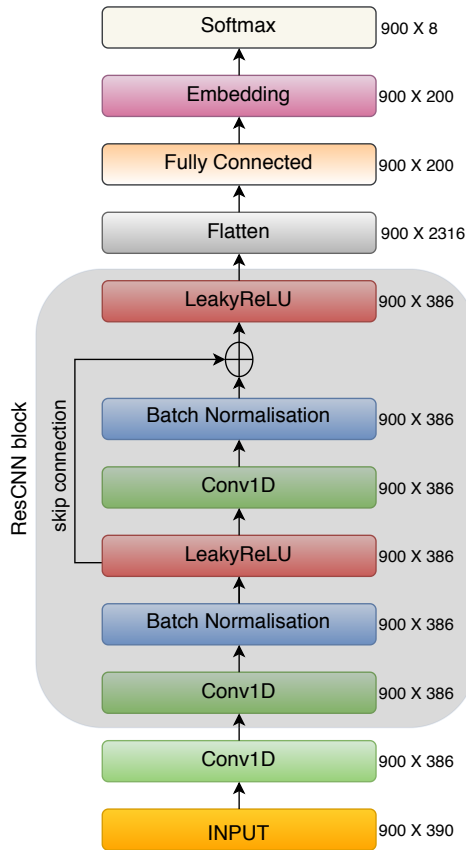 Softmax 900 X 8
Embedding 900 X 200
Fully Connected 900 X 200
Flatten 900 X 2316
LeakyReLU 900 X 386
Batch Normalisation 900 X 386
Conv1D 900 X 386
LeakyReLU 900 X 386
Batch Normalisation 900 X 386
Conv1D 900 X 386
Conv1D 900 X 386
INPUT 900 X 390
ResCNN block
skip connection